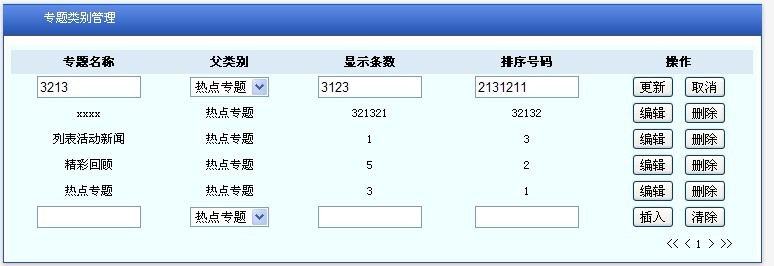 专题类别管理
专题名称 父类别 显示条数 排序号码 操作
3213 热点专题 3123 2131211 更新 取消
xxxx 热点专题 321321 32132 编辑 删除
列表活动新闻 热点专题 1 3 编辑 删除
精彩回顾 热点专题 5 2 编辑 删除
热点专题 热点专题 3 1 编辑 删除
热点专题 插入 清除
<< < 1 > >>